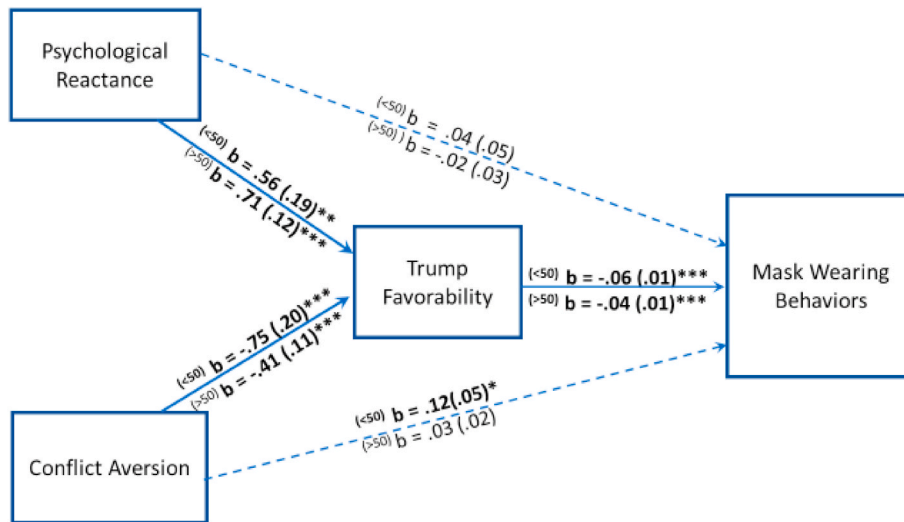 Psychological
Reactance
(<50) b = .04 (.05)
(>50) ) b = -.02 (.03)
(<50) b = .56 (.19)**
(>50) b = .71 (.12)***
Trump
Favorability
(<50) b = -.06 (.01)***
(>50) b = -.04 (.01)***
Mask Wearing
Behaviors
(<50) b = -.75 (.20)***
(>50) b = -.41 (.11)***
(<50) b = .12(.05)*
(>50) b = .03 (.02)
Conflict Aversion